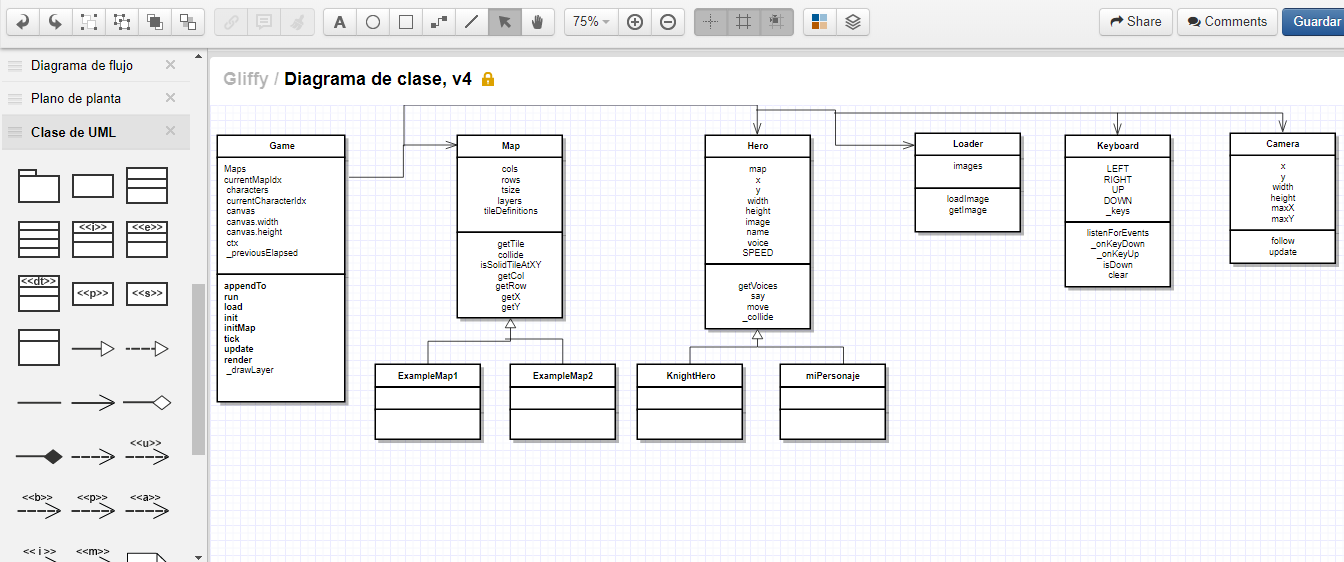 A
75%
Share
Comments
Guardar
Diagrama de flujo
Plano de planta
Clase de UML
<<i>>
<<e>>
<<dt>>
<<p>>
<<s>>
<<u>>
<<b>>
<<p>>
<<a>>
<< i >>
<<m>>
Gliffy / Diagrama de clase, v4
Game
Maps
currentMapIdx
characters
currentCharacterIdx
canvas
canvas.width
canvas.height
ctx
_previousElapsed
appendTo
run
load
init
initMap
tick
update
render
_drawLayer
Map
cols
rows
tsize
layers
tileDefinitions
getTile
collide
isSolidTileAtXY
getCol
getRow
getX
getY
Hero
map
x
y
width
height
image
name
voice
SPEED
getVoices
say
move
_collide
Loader
images
loadImage
getImage
Keyboard
LEFT
RIGHT
UP
DOWN
_keys
listenForEvents
_onKeyDown
_onKeyUp
isDown
clear
Camera
x
y
width
height
maxX
maxY
follow
update
ExampleMap1
ExampleMap2
KnightHero
miPersonaje